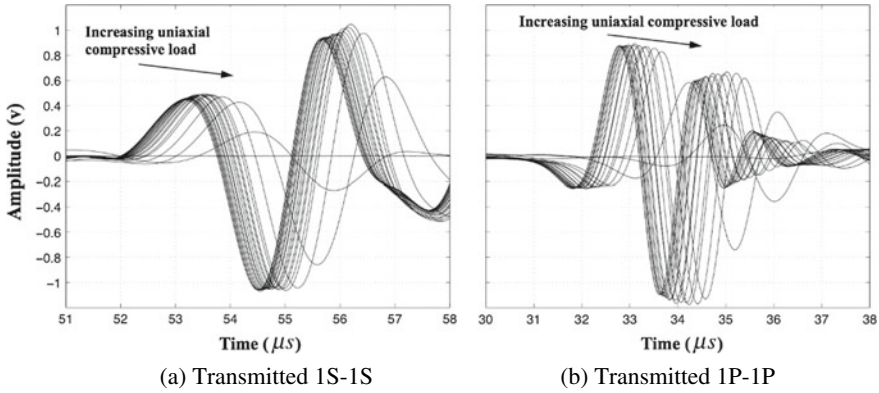 Increasing uniaxial
compressive load
Amplitude (v)
1
0.8
0.6
0.4
0.2
0
-0.2
-0.4
-0.6
-0.8
-1
51 52 53 54 55 56 57 58
Time (μs)
(a) Transmitted 1S-1S
Increasing uniaxial compressive load
30 31 32 33 34 35 36 37 38
Time (μs)
(b) Transmitted 1P-1P